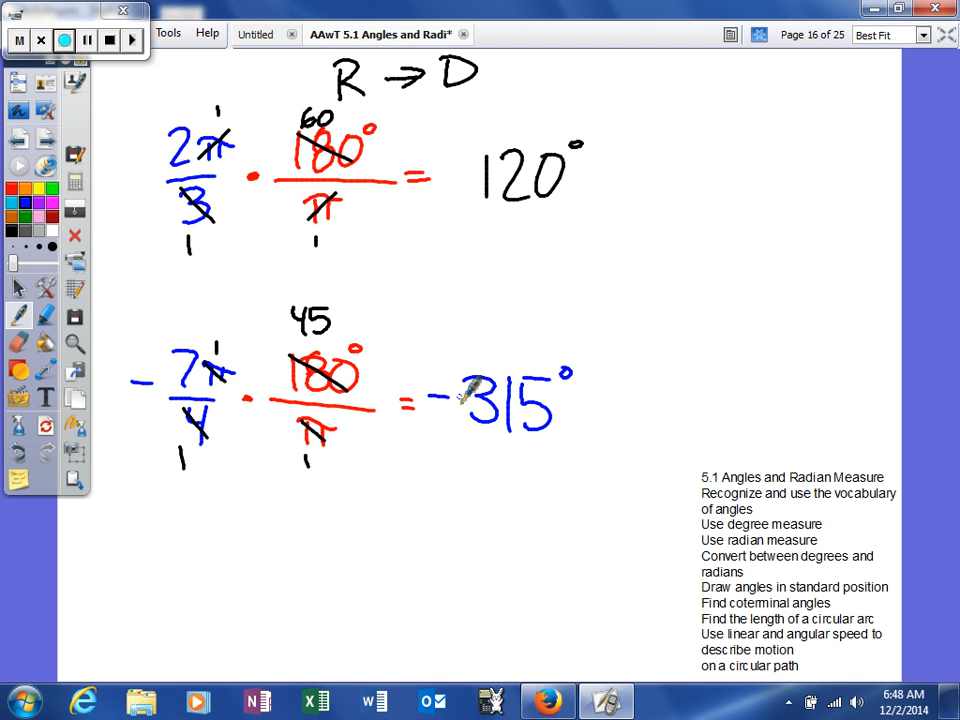 M
Tools Help Untitled AAwT 5.1 Angles and Radi* Page 16 of 25 Best Fit
R → D
2π/3 · 180°/π = 120°
1 60
1 1
-7π/4 · 180°/π = -315°
1 45
1 1
5.1 Angles and Radian Measure
Recognize and use the vocabulary
of angles
Use degree measure
Use radian measure
Convert between degrees and
radians
Draw angles in standard position
Find coterminal angles
Find the length of a circular arc
Use linear and angular speed to
describe motion
on a circular path
6:48 AM
12/2/2014